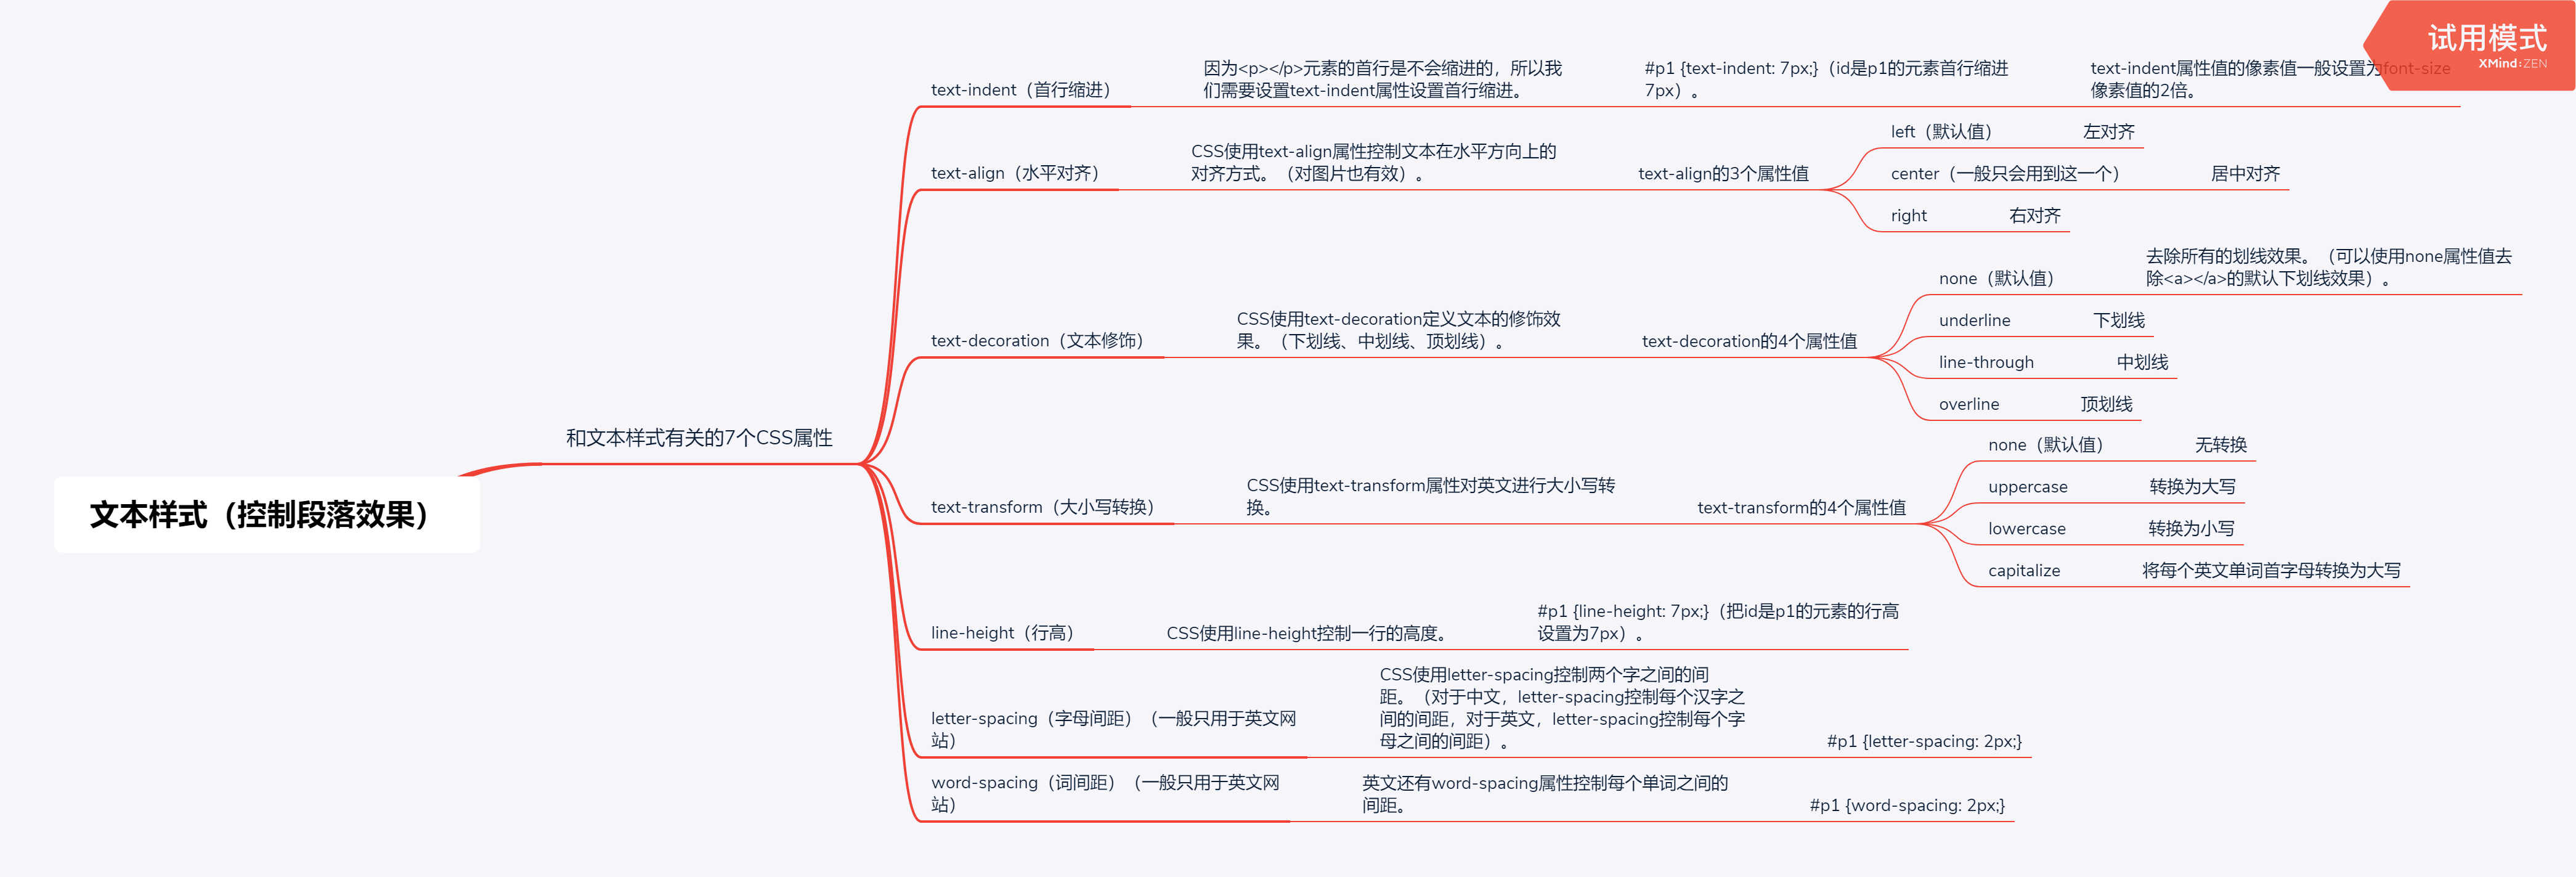 试用模式
XMind:ZEN
文本样式（控制段落效果）
和文本样式有关的7个CSS属性
text-indent（首行缩进）
因为<p></p>元素的首行是不会缩进的，所以我
们需要设置text-indent属性设置首行缩进。
#p1 {text-indent: 7px;}（id是p1的元素首行缩进
7px）。
text-indent属性值的像素值一般设置为font-size
像素值的2倍。
text-align（水平对齐）
CSS使用text-align属性控制文本在水平方向上的
对齐方式。（对图片也有效）。
text-align的3个属性值
left（默认值）
左对齐
center（一般只会用到这一个）
居中对齐
right
右对齐
text-decoration（文本修饰）
CSS使用text-decoration定义文本的修饰效
果。（下划线、中划线、顶划线）。
text-decoration的4个属性值
none（默认值）
去除所有的划线效果。（可以使用none属性值去
除<a></a>的默认下划线效果）。
underline
下划线
line-through
中划线
overline
顶划线
text-transform（大小写转换）
CSS使用text-transform属性对英文进行大小写转
换。
text-transform的4个属性值
none（默认值）
无转换
uppercase
转换为大写
lowercase
转换为小写
capitalize
将每个英文单词首字母转换为大写
line-height（行高）
CSS使用line-height控制一行的高度。
#p1 {line-height: 7px;}（把id是p1的元素的行高
设置为7px）。
letter-spacing（字母间距）（一般只用于英文网
站）
CSS使用letter-spacing控制两个字之间的间
距。（对于中文，letter-spacing控制每个汉字之
间的间距，对于英文，letter-spacing控制每个字
母之间的间距）。
#p1 {letter-spacing: 2px;}
word-spacing（词间距）（一般只用于英文网
站）
英文还有word-spacing属性控制每个单词之间的
间距。
#p1 {word-spacing: 2px;}